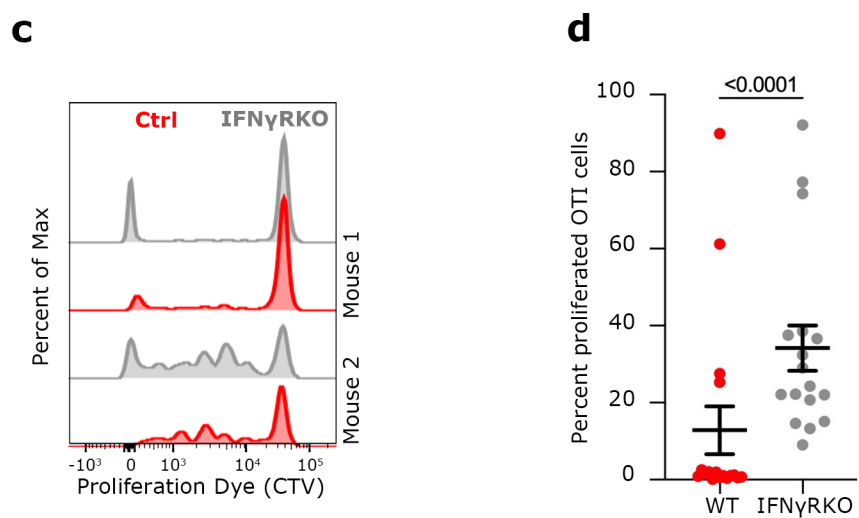 c
Ctrl IFNγRKO
Percent of Max
Mouse 1
Mouse 2
-10³ 0 10³ 10⁴ 10⁵
Proliferation Dye (CTV)
d
<0.0001
Percent proliferated OTI cells
100
80
60
40
20
0
WT IFNγRKO